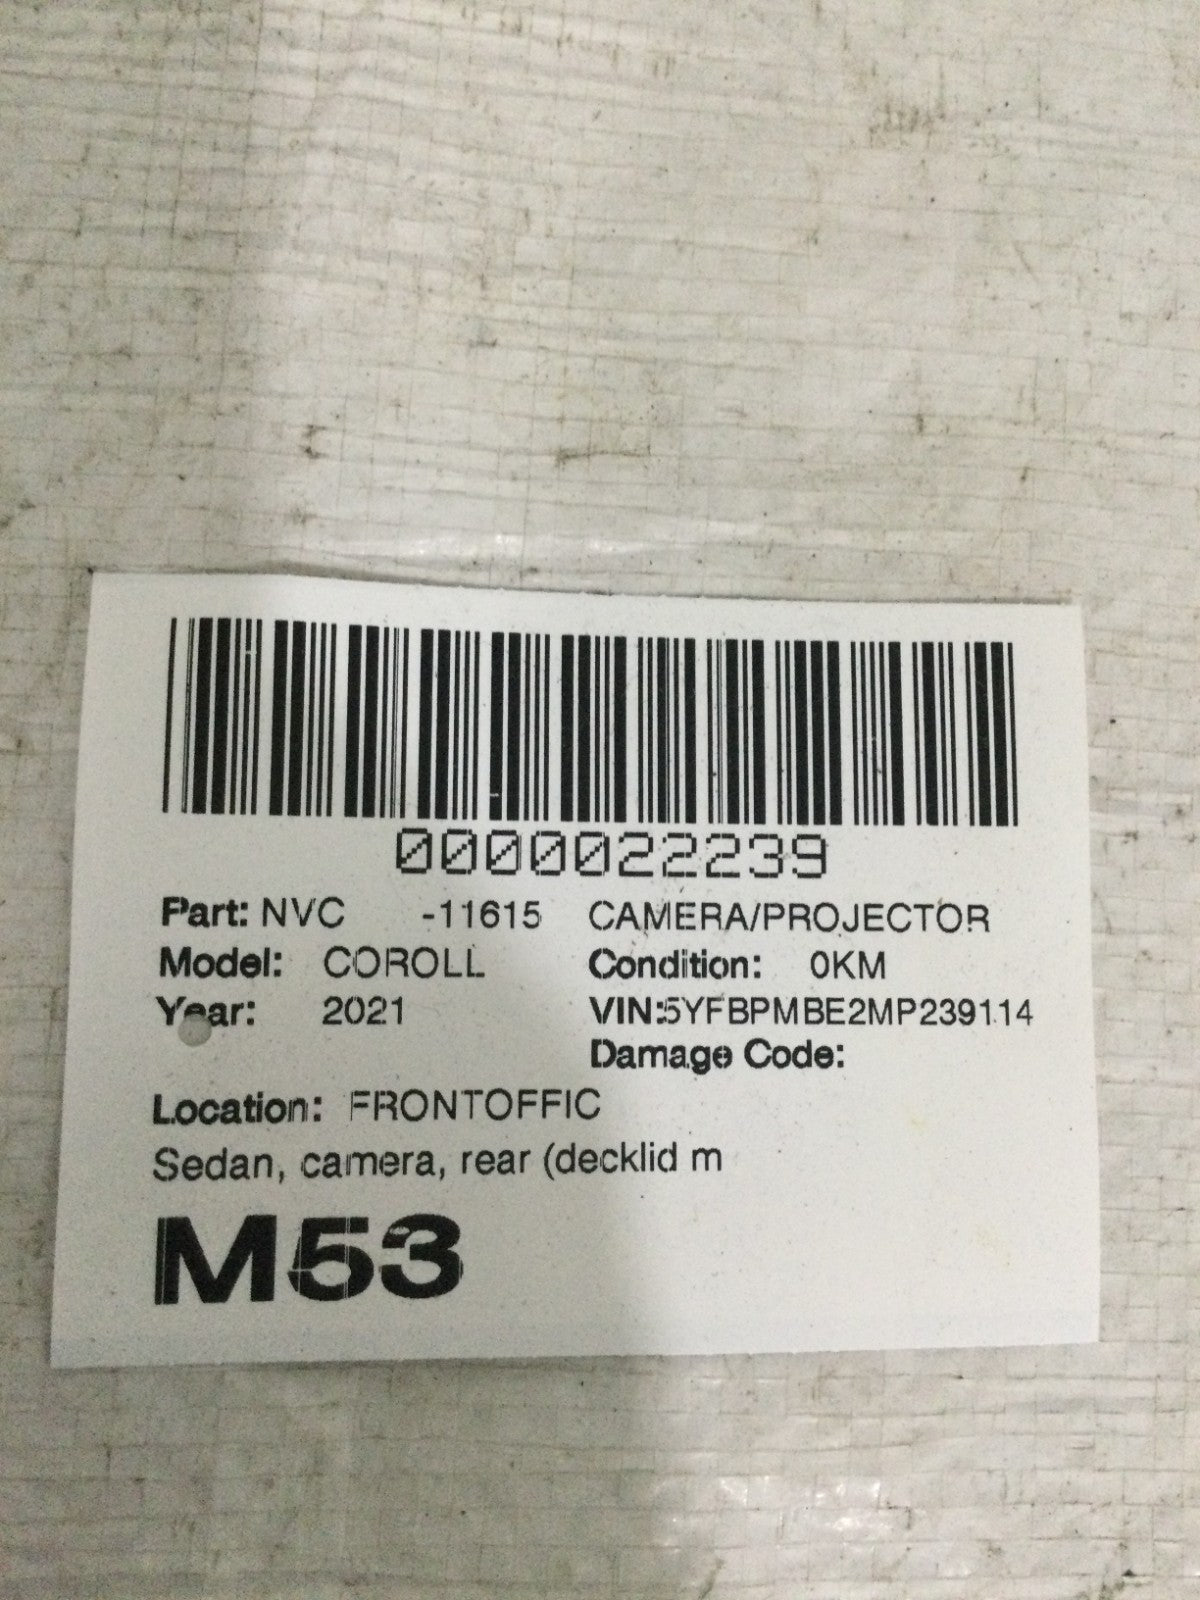 0000022239
Part: NVC -11615 CAMERA/PROJECTOR
Model: COROLL Condition: 0KM
Year: 2021 VIN:5YFBPMBE2MP239114
Damage Code:
Location: FRONTOFFIC
Sedan, camera, rear (decklid m
M53